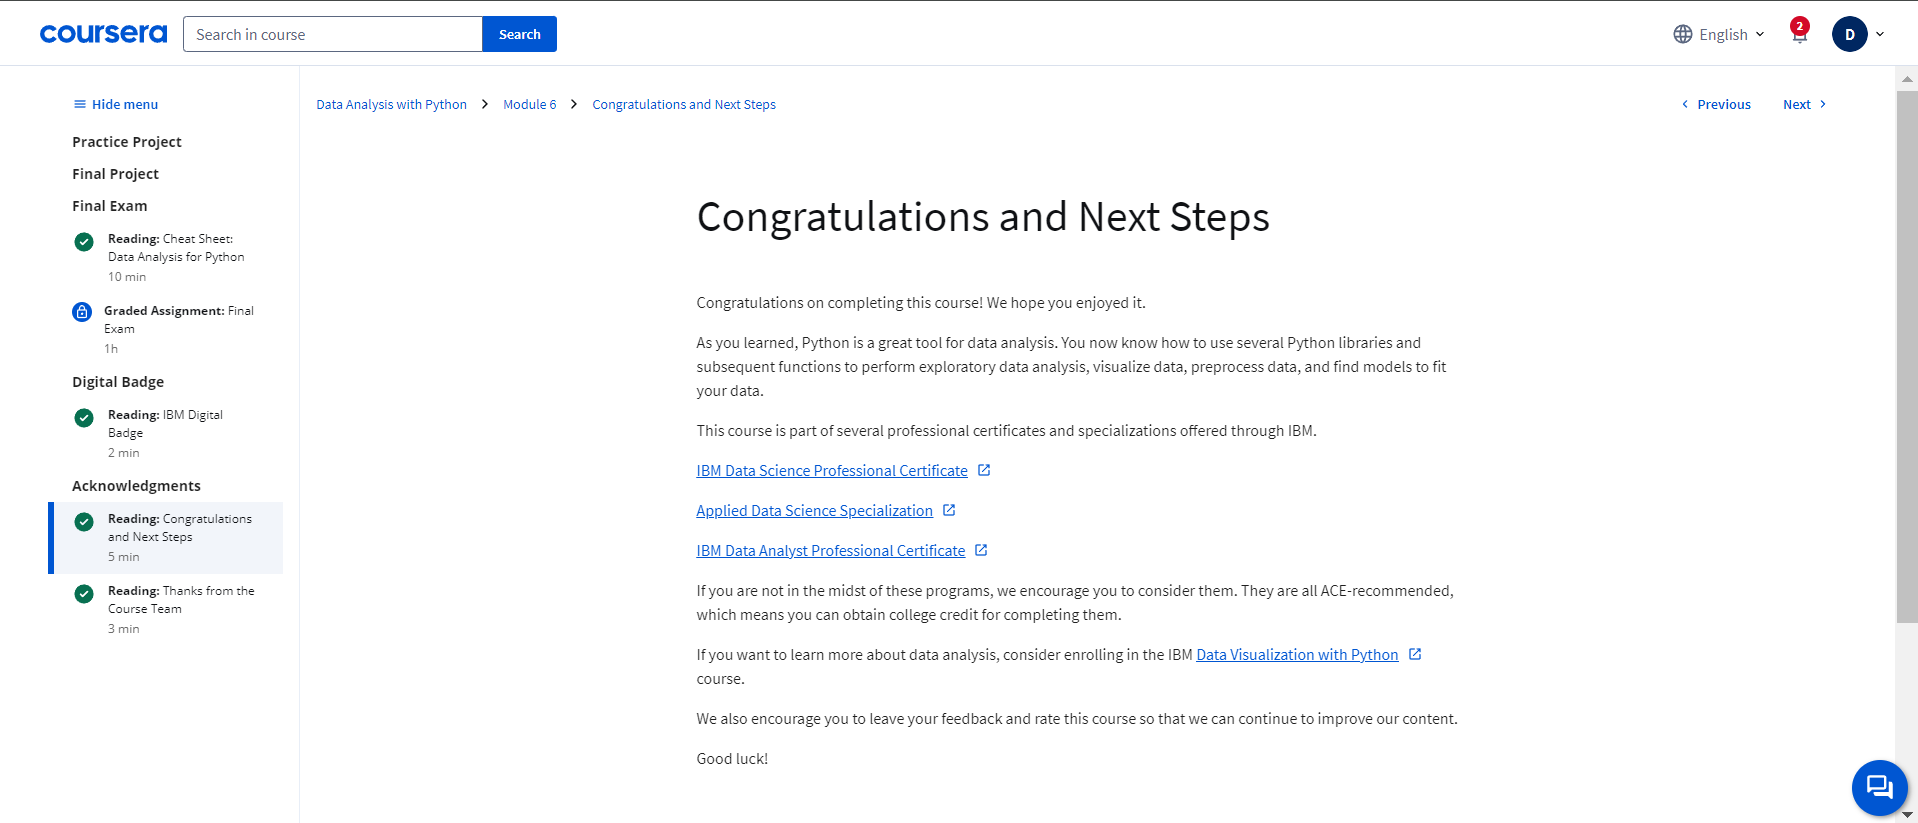 coursera
Search in course
Search
English
2
D
Hide menu
Practice Project
Final Project
Final Exam
Reading: Cheat Sheet:
Data Analysis for Python
10 min
Graded Assignment: Final
Exam
1h
Digital Badge
Reading: IBM Digital
Badge
2 min
Acknowledgments
Reading: Congratulations
and Next Steps
5 min
Reading: Thanks from the
Course Team
3 min
Data Analysis with Python > Module 6 > Congratulations and Next Steps
Previous
Next
Congratulations and Next Steps
Congratulations on completing this course! We hope you enjoyed it.
As you learned, Python is a great tool for data analysis. You now know how to use several Python libraries and
subsequent functions to perform exploratory data analysis, visualize data, preprocess data, and find models to fit
your data.
This course is part of several professional certificates and specializations offered through IBM.
IBM Data Science Professional Certificate
Applied Data Science Specialization
IBM Data Analyst Professional Certificate
If you are not in the midst of these programs, we encourage you to consider them. They are all ACE-recommended,
which means you can obtain college credit for completing them.
If you want to learn more about data analysis, consider enrolling in the IBM Data Visualization with Python
course.
We also encourage you to leave your feedback and rate this course so that we can continue to improve our content.
Good luck!